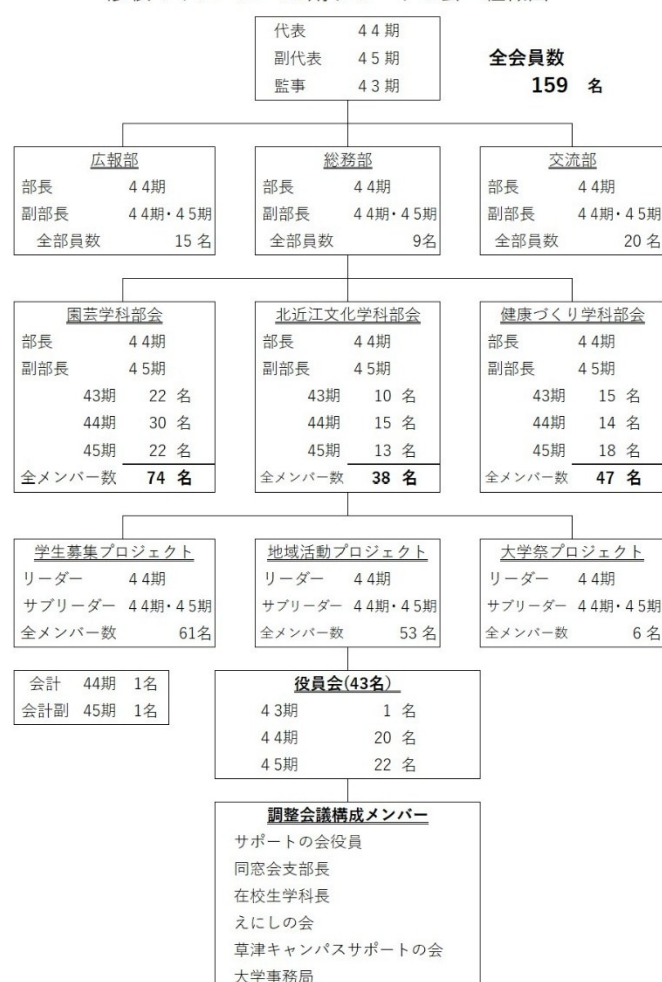 代表 44期
副代表 45期
監事 43期
全会員数
159 名
広報部
部長 44期
副部長 44期・45期
全部員数 15 名
総務部
部長 44期
副部長 44期・45期
全部員数 9名
交流部
部長 44期
副部長 44期・45期
全部員数 20 名
園芸学科部会
部長 44期
副部長 45期
43期 22 名
44期 30 名
45期 22 名
全メンバー数 74 名
北近江文化学科部会
部長 44期
副部長 45期
43期 10 名
44期 15 名
45期 13 名
全メンバー数 38 名
健康づくり学科部会
部長 44期
副部長 45期
43期 15 名
44期 14 名
45期 18 名
全メンバー数 47 名
学生募集プロジェクト
リーダー 44期
サブリーダー 44期・45期
全メンバー数 61名
地域活動プロジェクト
リーダー 44期
サブリーダー 44期・45期
全メンバー数 53 名
大学祭プロジェクト
リーダー 44期
サブリーダー 44期・45期
全メンバー数 6 名
会計 44期 1名
会計副 45期 1名
役員会(43名)
43期 1 名
44期 20 名
45期 22 名
調整会議構成メンバー
サポートの会役員
同窓会支部長
在校生学科長
えにしの会
草津キャンパスサポートの会
大学事務局